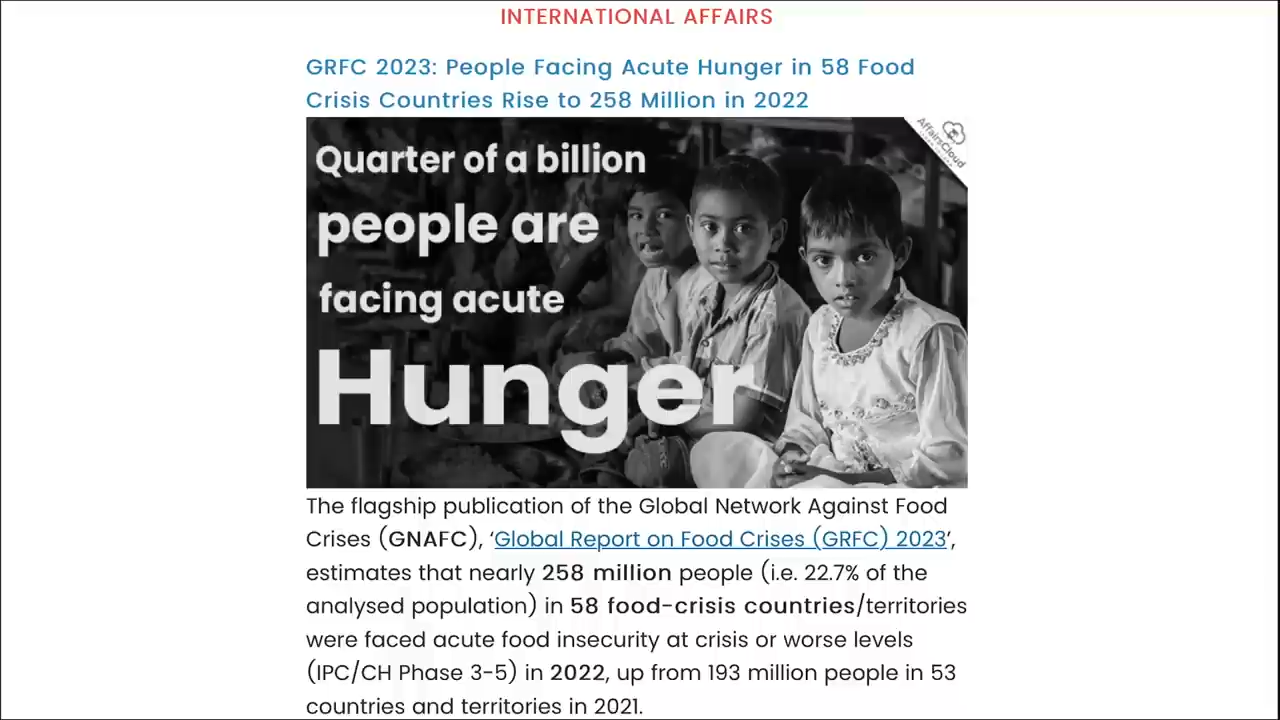 INTERNATIONAL AFFAIRS
GRFC 2023: People Facing Acute Hunger in 58 Food
Crisis Countries Rise to 258 Million in 2022
AffairsCloud
Quarter of a billion
people are
facing acute
Hunger
The flagship publication of the Global Network Against Food
Crises (GNAFC), ‘Global Report on Food Crises (GRFC) 2023’,
estimates that nearly 258 million people (i.e. 22.7% of the
analysed population) in 58 food-crisis countries/territories
were faced acute food insecurity at crisis or worse levels
(IPC/CH Phase 3-5) in 2022, up from 193 million people in 53
countries and territories in 2021.